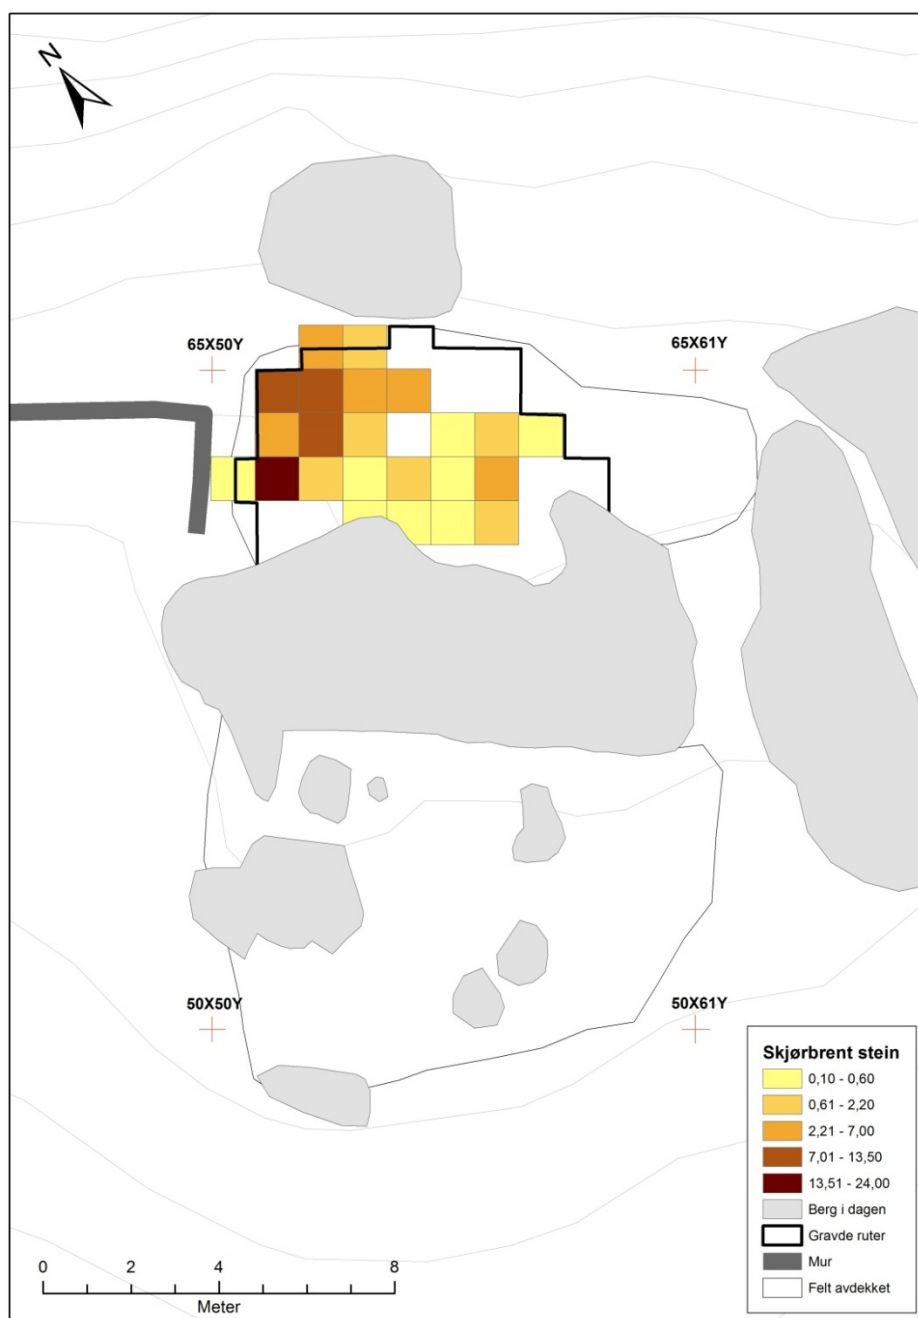 N
65X50Y
65X61Y
50X50Y
50X61Y
Skjørbrent stein
0,10 - 0,60
0,61 - 2,20
2,21 - 7,00
7,01 - 13,50
13,51 - 24,00
Berg i dagen
Gravde ruter
Mur
Felt avdekket
0 2 4 8
Meter